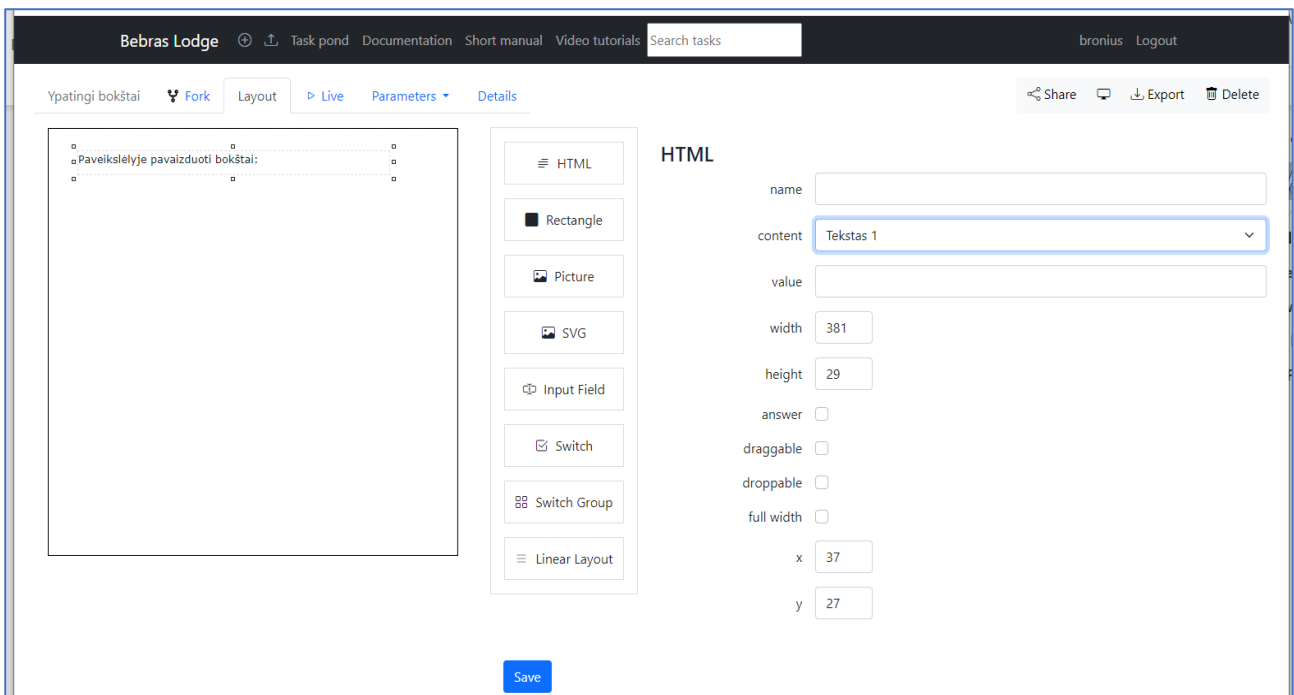 Bebras Lodge Task pond Documentation Short manual Video tutorials Search tasks bronius Logout
Ypatingi bokštai Fork Layout Live Parameters Details Share Export Delete
Paveikslėlyje pavaizduoti bokštai:
HTML
Rectangle
Picture
SVG
Input Field
Switch
Switch Group
Linear Layout
HTML
name
content Tekstas 1
value
width 381
height 29
answer
draggable
droppable
full width
x 37
y 27
Save